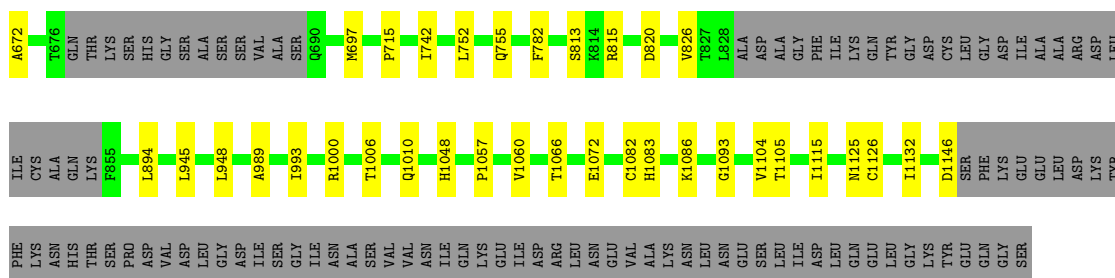 A672 T676 GLN THR LYS SER HIS GLY SER ALA SER SER VAL ALA SER Q690 M697 P715 I742 L752 Q755 F782 S813 K814 R815 D820 V826 T827 L828 ALA ASP ALA GLY PHE ILE LYS GLN TYR GLY ASP CYS LEU GLY ASP ILE ALA ALA ARG ASP LEU
ILE CYS ALA GLN LYS F855 L894 L945 L948 A989 I993 R1000 T1006 Q1010 H1048 P1057 V1060 T1066 E1072 C1082 H1083 K1086 G1093 V1104 T1105 I1115 N1125 C1126 I1132 D1146 SER PHE LYS GLU GLU LEU ASP LYS TYR
PHE LYS ASN HIS THR SER PRO ASP VAL ASP LEU GLY ASP ILE SER GLY ILE ASN ALA SER VAL VAL ASN ILE GLN LYS GLU ILE ASP ARG LEU ASN GLU VAL ALA LYS ASN LEU ASN GLU SER LEU ILE ASP LEU GLN GLU LEU GLY LYS TYR GLU GLN GLY SER